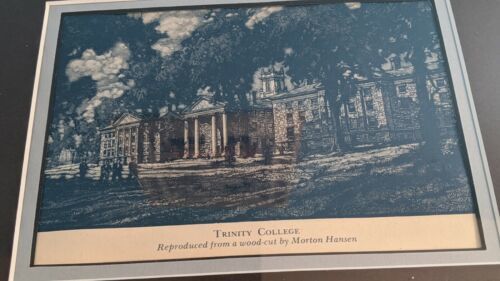 TRINITY COLLEGE
Reproduced from a wood-cut by Morton Hansen